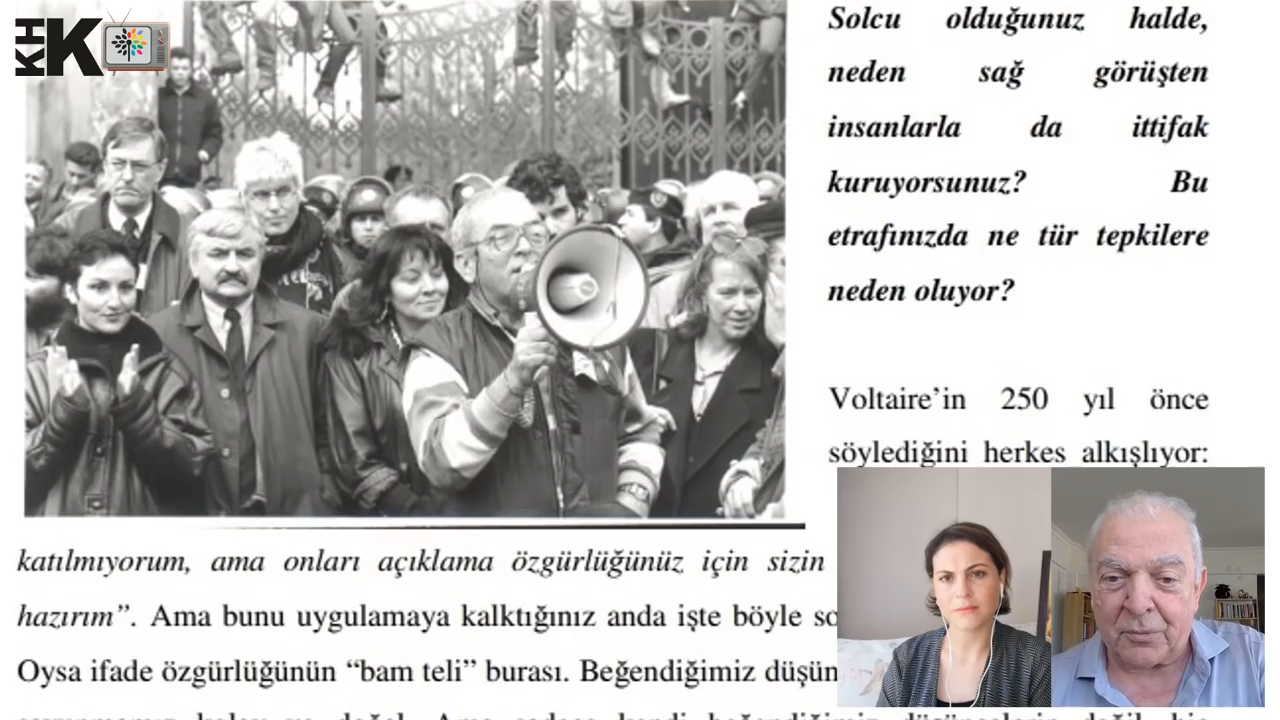 KHK
Solcu olduğunuz halde,
neden sağ görüşten
insanlarla da ittifak
kuruyorsunuz? Bu
etrafınızda ne tür tepkilere
neden oluyor?
Voltaire’in 250 yıl önce
söylediğini herkes alkışlıyor:
katılmıyorum, ama onları açıklama özgürlüğünüz için sizin
hazırım”. Ama bunu uygulamaya kalktığınız anda işte böyle
Oysa ifade özgürlüğünün “bam teli” burası. Beğendiğimiz